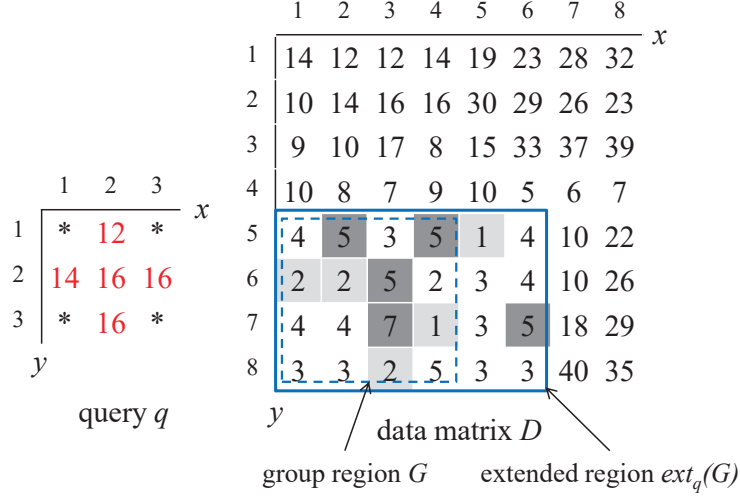 1 2 3 4 5 6 7 8
x
1 14 12 12 14 19 23 28 32
2 10 14 16 16 30 29 26 23
3 9 10 17 8 15 33 37 39
4 10 8 7 9 10 5 6 7
5 4 5 3 5 1 4 10 22
6 2 2 5 2 3 4 10 26
7 4 4 7 1 3 5 18 29
8 3 3 2 5 3 3 40 35
y
data matrix D
1 2 3
x
1 * 12 *
2 14 16 16
3 * 16 *
y
query q
group region G
extended region ext_q(G)